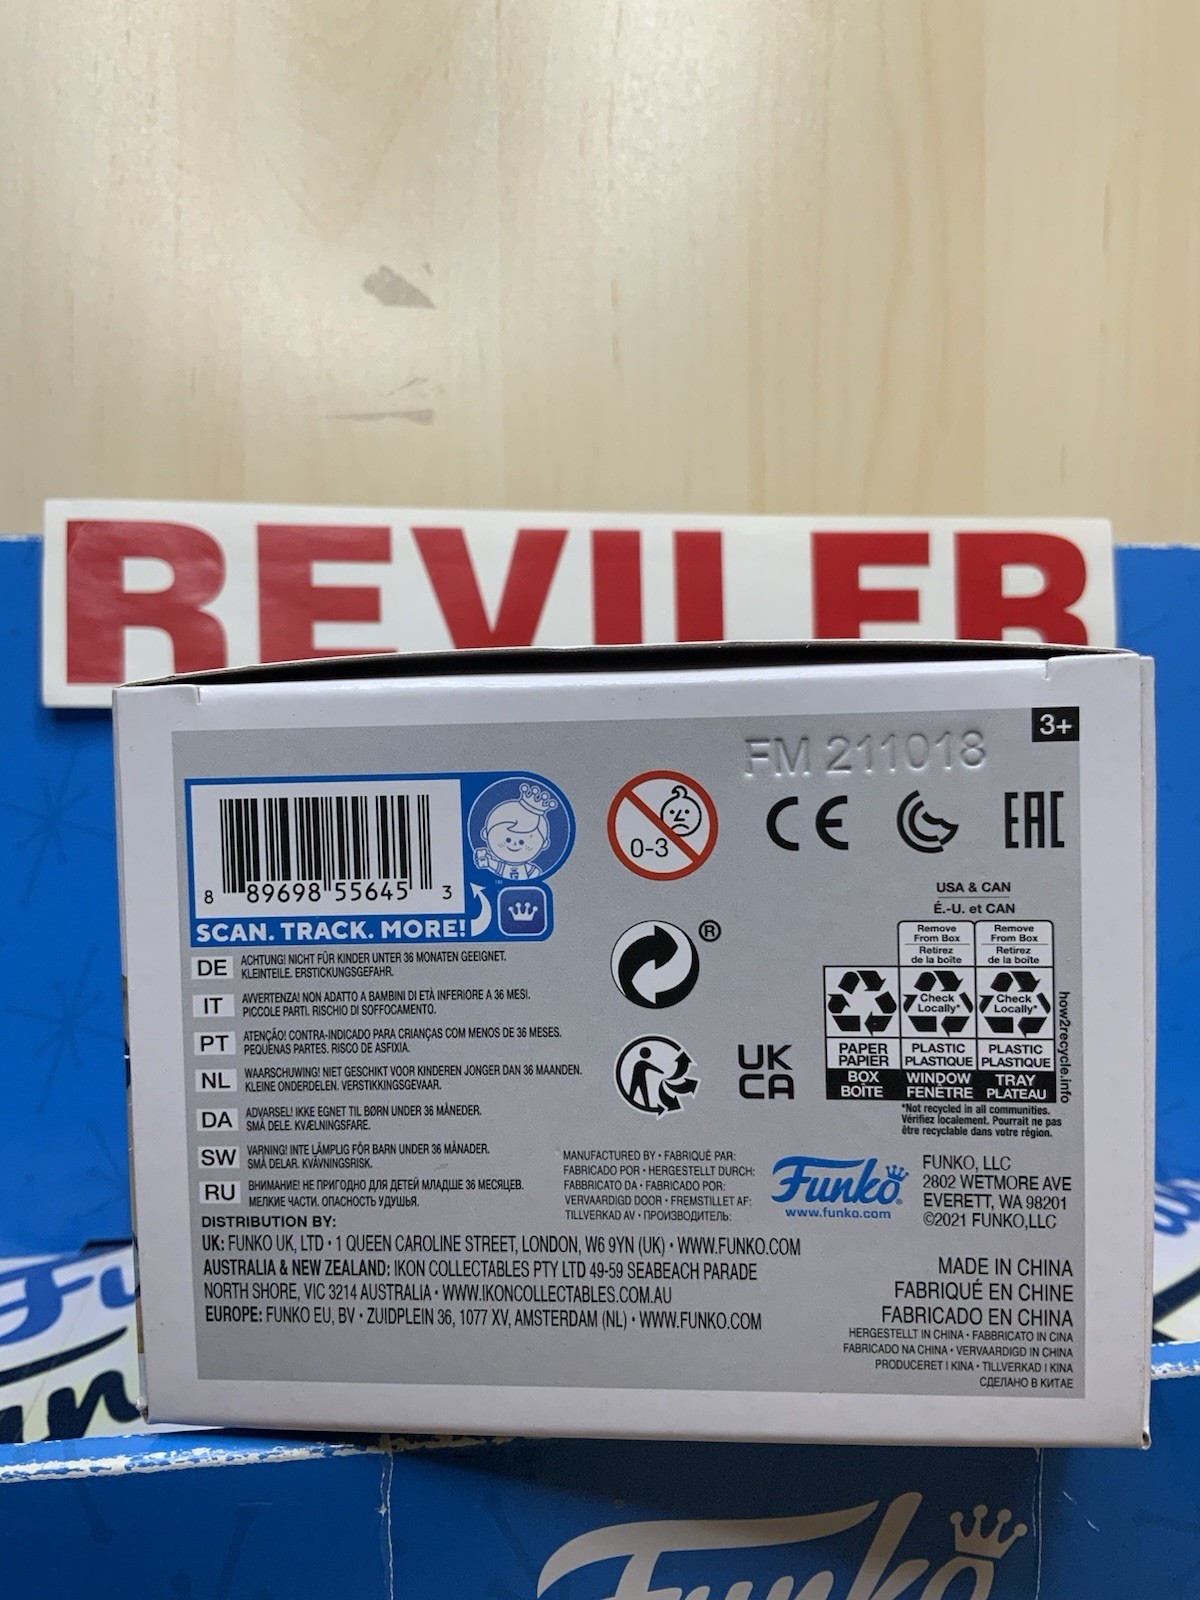 REVILER
3+
FM 211018
8 89698 55645 3
SCAN. TRACK. MORE!
0-3
CE
EAC
USA & CAN
É.-U. et CAN
Remove From Box
Retirez de la boîte
Remove From Box
Retirez de la boîte
Check Locally*
Check Locally*
PAPER PAPIER
PLASTIC PLASTIQUE
PLASTIC PLASTIQUE
BOX BOÎTE
WINDOW FENÊTRE
TRAY PLATEAU
how2recycle.info
*Not recycled in all communities.
Vérifiez localement. Pourrait ne pas
être recyclable dans votre région.
®
UK
CA
DE ACHTUNG! NICHT FÜR KINDER UNTER 36 MONATEN GEEIGNET.
KLEINTEILE. ERSTICKUNGSGEFAHR.
IT AVVERTENZA! NON ADATTO A BAMBINI DI ETÀ INFERIORE A 36 MESI.
PICCOLE PARTI. RISCHIO DI SOFFOCAMENTO.
PT ATENÇÃO! CONTRA-INDICADO PARA CRIANÇAS COM MENOS DE 36 MESES.
PEQUENAS PARTES. RISCO DE ASFIXIA.
NL WAARSCHUWING! NIET GESCHIKT VOOR KINDEREN JONGER DAN 36 MAANDEN.
KLEINE ONDERDELEN. VERSTIKKINGSGEVAAR.
DA ADVARSEL! IKKE EGNET TIL BØRN UNDER 36 MÅNEDER.
SMÅ DELE. KVÆLNINGSFARE.
SW VARNING! INTE LÄMPLIG FÖR BARN UNDER 36 MÅNADER.
SMÅ DELAR. KVÄVNINGSRISK.
RU ВНИМАНИЕ! НЕ ПРИГОДНО ДЛЯ ДЕТЕЙ МЛАДШЕ 36 МЕСЯЦЕВ.
МЕЛКИЕ ЧАСТИ. ОПАСНОСТЬ УДУШЬЯ.
MANUFACTURED BY • FABRIQUÉ PAR:
FABRICADO POR • HERGESTELLT DURCH:
FABBRICATO DA • FABRICADO POR:
VERVAARDIGD DOOR • FREMSTILLET AF:
TILLVERKAD AV • ПРОИЗВОДИТЕЛЬ:
Funko
www.funko.com
FUNKO, LLC
2802 WETMORE AVE
EVERETT, WA 98201
©2021 FUNKO,LLC
DISTRIBUTION BY:
UK: FUNKO UK, LTD • 1 QUEEN CAROLINE STREET, LONDON, W6 9YN (UK) • WWW.FUNKO.COM
AUSTRALIA & NEW ZEALAND: IKON COLLECTABLES PTY LTD 49-59 SEABEACH PARADE
NORTH SHORE, VIC 3214 AUSTRALIA • WWW.IKONCOLLECTABLES.COM.AU
EUROPE: FUNKO EU, BV • ZUIDPLEIN 36, 1077 XV, AMSTERDAM (NL) • WWW.FUNKO.COM
MADE IN CHINA
FABRIQUÉ EN CHINE
FABRICADO EN CHINA
HERGESTELLT IN CHINA • FABBRICATO IN CINA
FABRICADO NA CHINA • VERVAARDIGD IN CHINA
PRODUCERET I KINA • TILLVERKAD I KINA
СДЕЛАНО В КИТАЕ
Funko